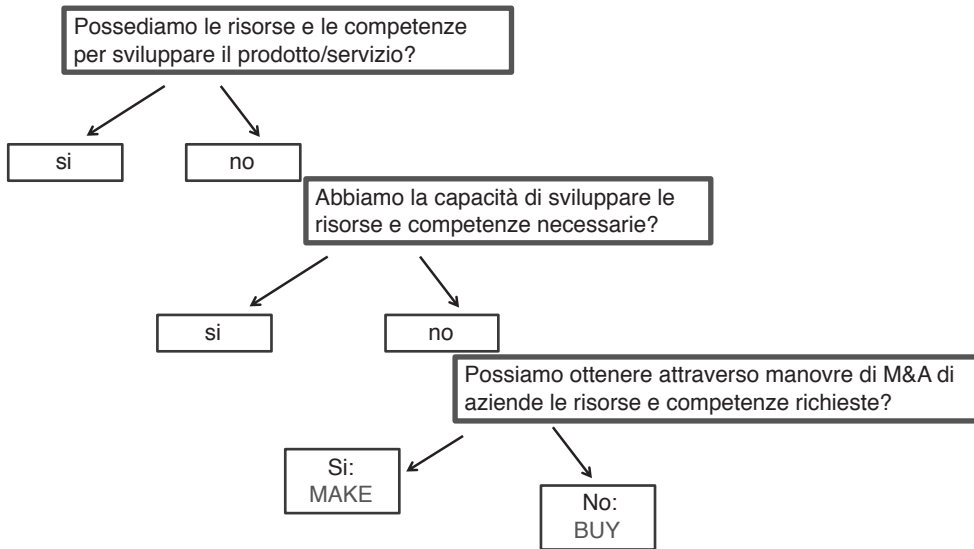 Possediamo le risorse e le competenze
per sviluppare il prodotto/servizio?
si
no
Abbiamo la capacità di sviluppare le
risorse e competenze necessarie?
si
no
Possiamo ottenere attraverso manovre di M&A di
aziende le risorse e competenze richieste?
Si:
MAKE
No:
BUY